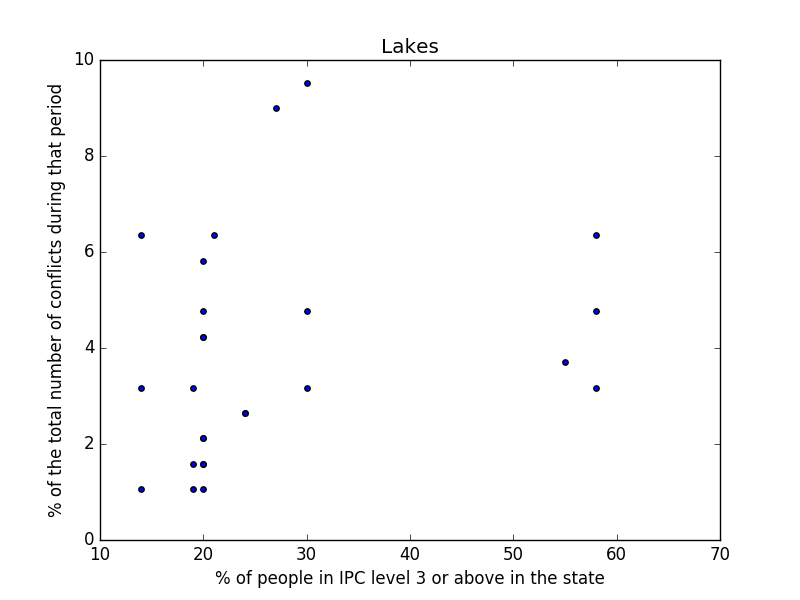 Lakes
% of the total number of conflicts during that period
10
8
6
4
2
0
10 20 30 40 50 60 70
% of people in IPC level 3 or above in the state